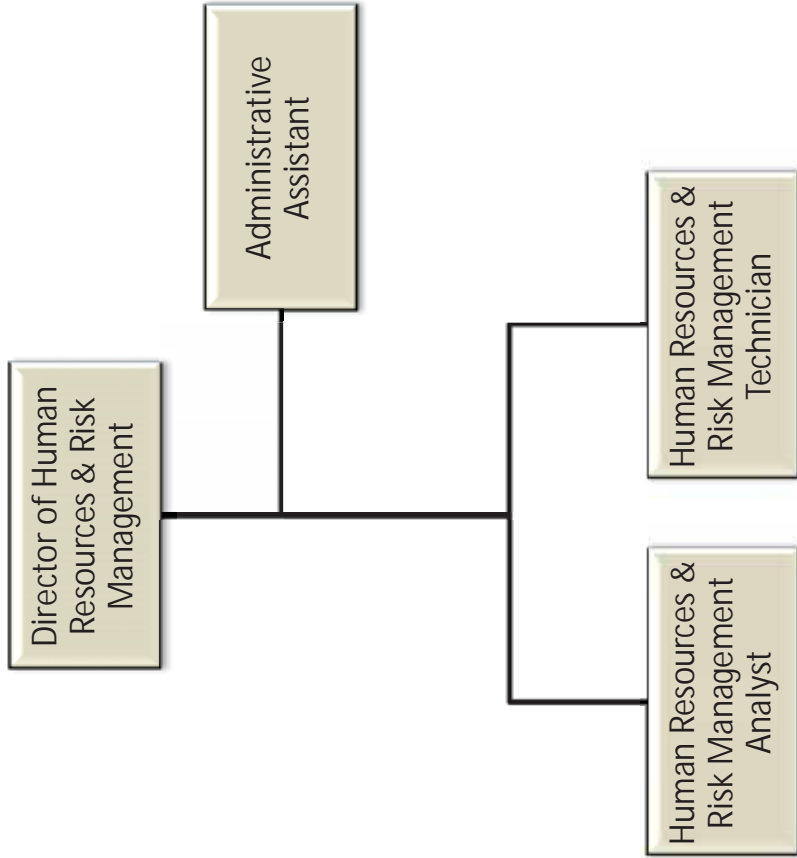 Director of Human
Resources & Risk
Management
Administrative
Assistant
Human Resources &
Risk Management
Analyst
Human Resources &
Risk Management
Technician